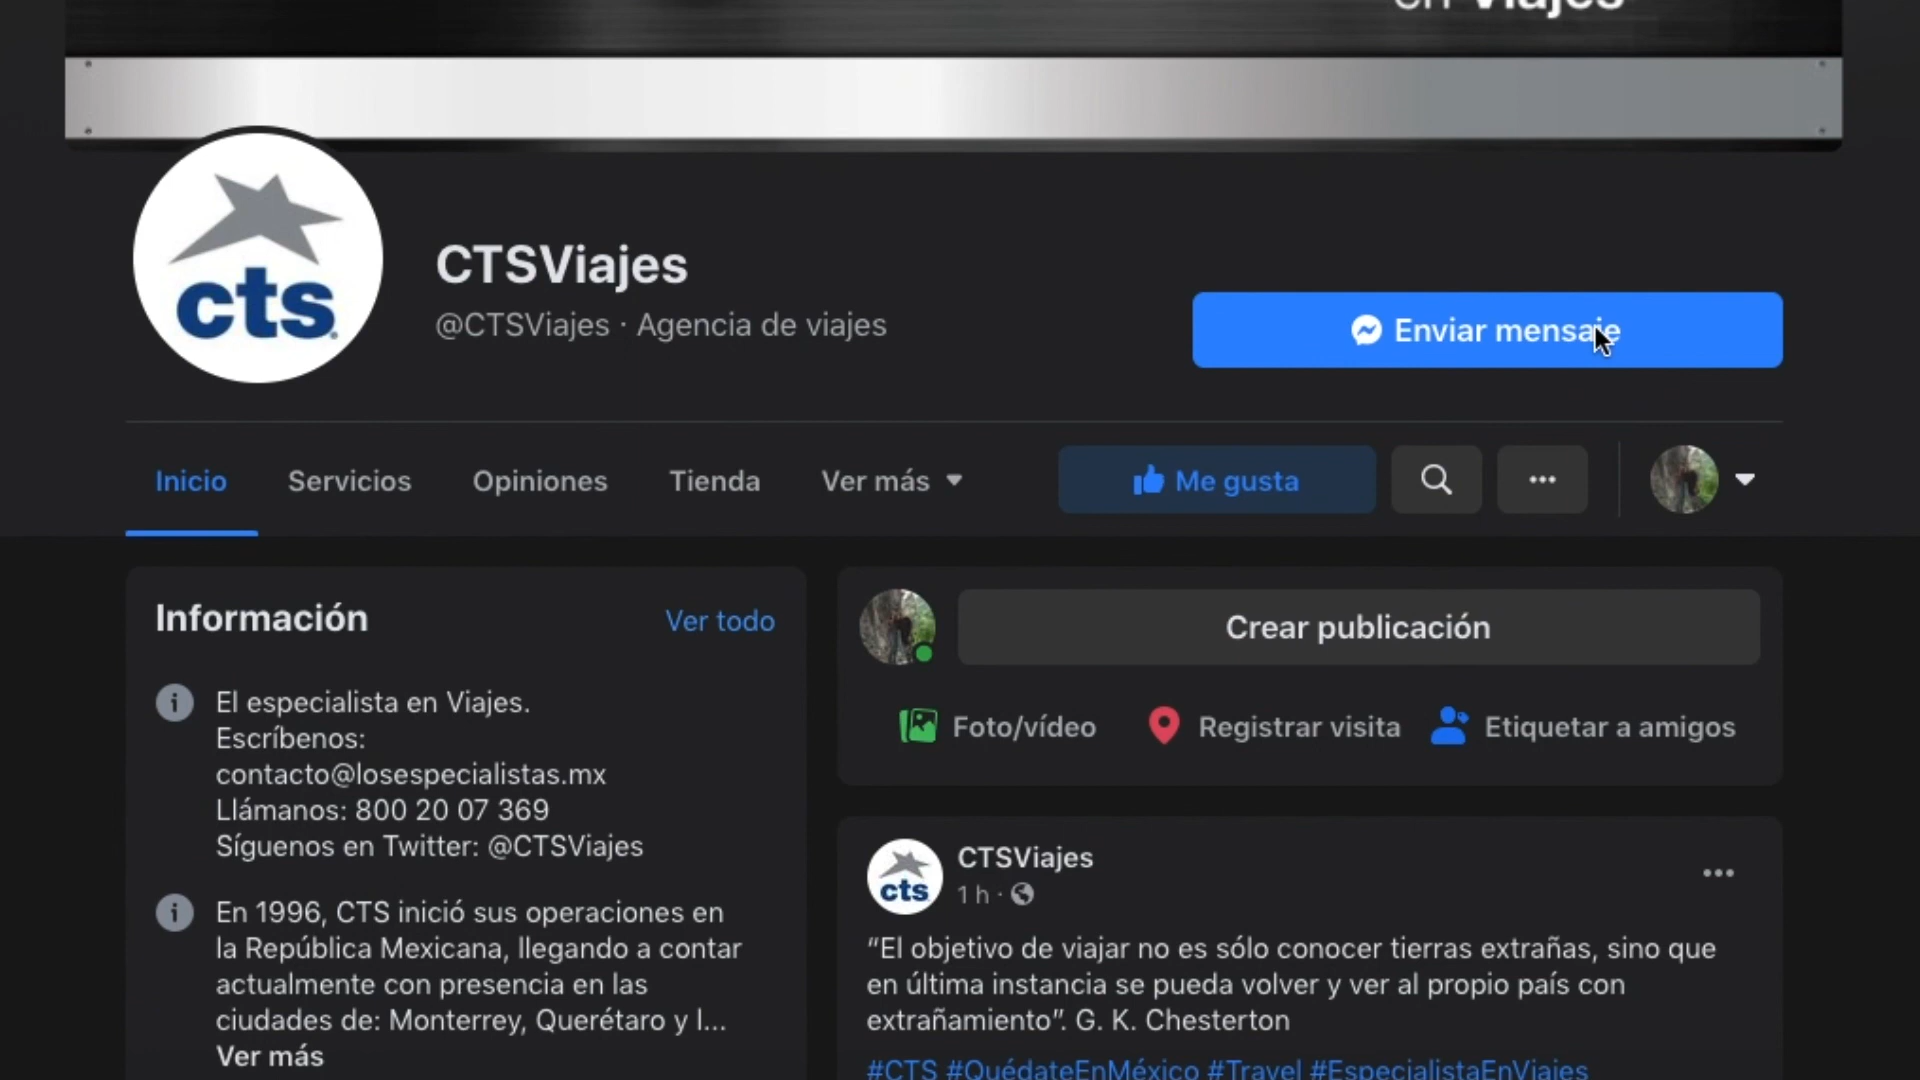 en Viajes
cts
CTSViajes
@CTSViajes · Agencia de viajes
Enviar mensaje
Inicio
Servicios
Opiniones
Tienda
Ver más
Me gusta
Información
Ver todo
El especialista en Viajes.
Escríbenos:
contacto@losespecialistas.mx
Llámanos: 800 20 07 369
Síguenos en Twitter: @CTSViajes
En 1996, CTS inició sus operaciones en
la República Mexicana, llegando a contar
actualmente con presencia en las
ciudades de: Monterrey, Querétaro y l...
Ver más
Crear publicación
Foto/vídeo
Registrar visita
Etiquetar a amigos
cts
CTSViajes
1 h ·
“El objetivo de viajar no es sólo conocer tierras extrañas, sino que
en última instancia se pueda volver y ver al propio país con
extrañamiento”. G. K. Chesterton
#CTS #QuédateEnMéxico #Travel #EspecialistaEnViajes